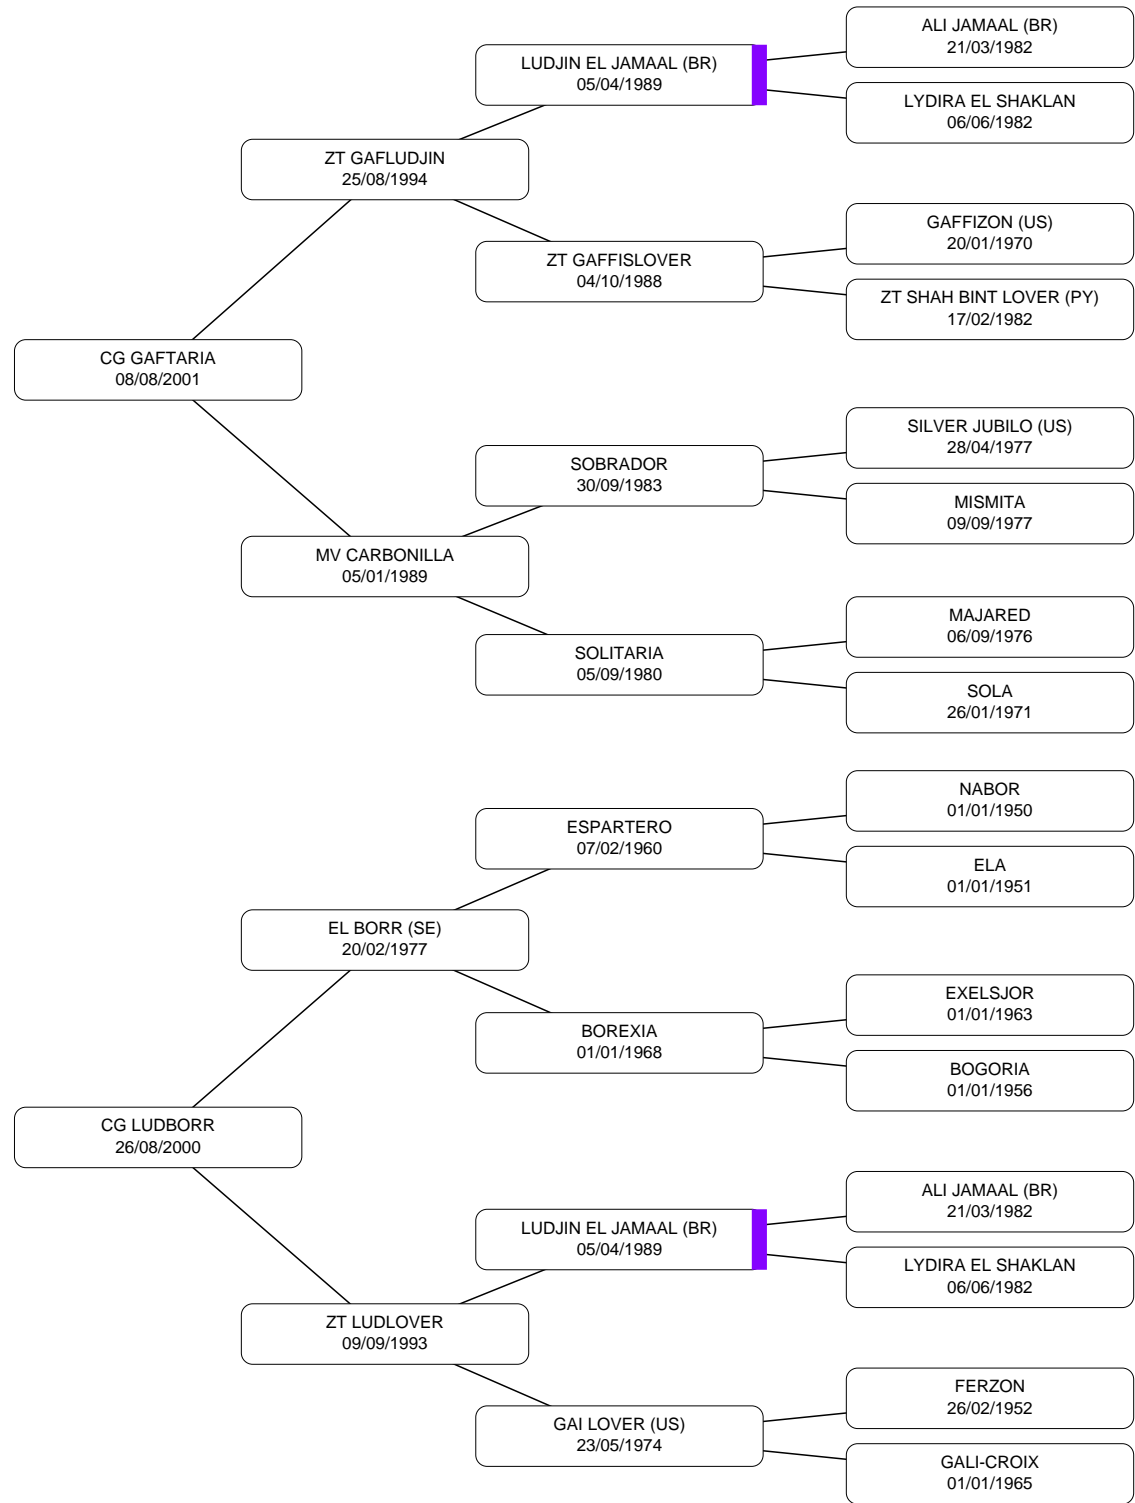 ALI JAMAAL (BR)
21/03/1982
LUDJIN EL JAMAAL (BR)
05/04/1989
LYDIRA EL SHAKLAN
06/06/1982
ZT GAFLUDJIN
25/08/1994
GAFFIZON (US)
20/01/1970
ZT GAFFISLOVER
04/10/1988
ZT SHAH BINT LOVER (PY)
17/02/1982
CG GAFTARIA
08/08/2001
SILVER JUBILO (US)
28/04/1977
SOBRADOR
30/09/1983
MISMITA
09/09/1977
MV CARBONILLA
05/01/1989
MAJARED
06/09/1976
SOLITARIA
05/09/1980
SOLA
26/01/1971
NABOR
01/01/1950
ESPARTERO
07/02/1960
ELA
01/01/1951
EL BORR (SE)
20/02/1977
EXELSJOR
01/01/1963
BOREXIA
01/01/1968
BOGORIA
01/01/1956
CG LUDBORR
26/08/2000
ALI JAMAAL (BR)
21/03/1982
LUDJIN EL JAMAAL (BR)
05/04/1989
LYDIRA EL SHAKLAN
06/06/1982
ZT LUDLOVER
09/09/1993
FERZON
26/02/1952
GAI LOVER (US)
23/05/1974
GALI-CROIX
01/01/1965